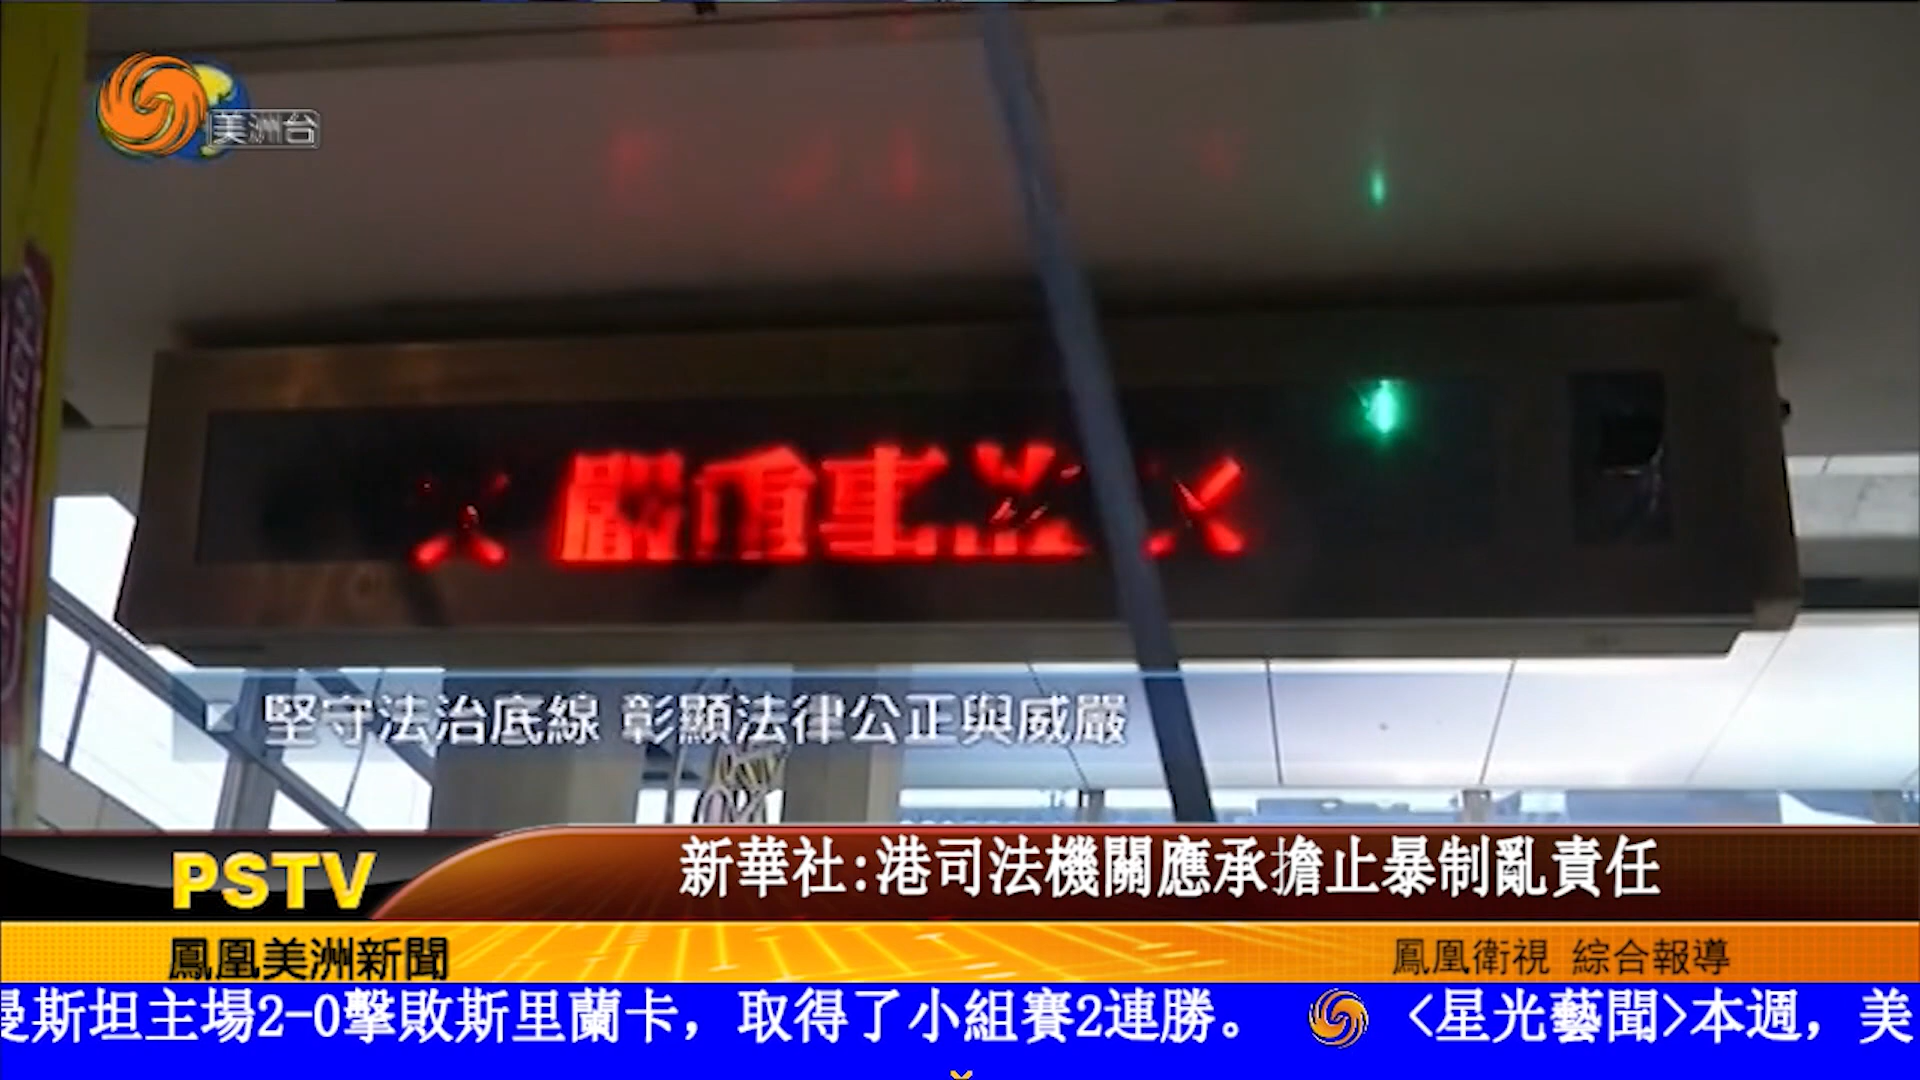 美洲台
嚴重事
堅守法治底線 彰顯法律公正與威嚴
PSTV
新華社:港司法機關應承擔止暴制亂責任
鳳凰美洲新聞
鳳凰衛視 綜合報導
曼斯坦主場2-0擊敗斯里蘭卡，取得了小組賽2連勝。 <星光藝聞>本週，美